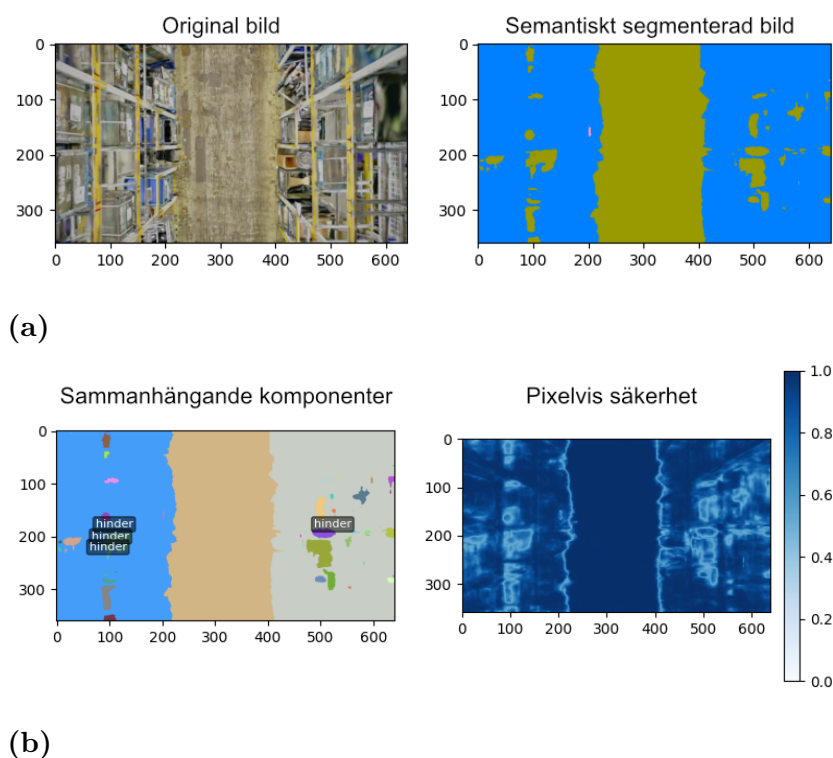 Original bild
Semantiskt segmenterad bild
0
100
200
300
0 100 200 300 400 500 600
0
100
200
300
0 100 200 300 400 500 600
(a)
Sammanhängande komponenter
Pixelvis säkerhet
0
100
200
300
0 100 200 300 400 500 600
hinder
hinder
hinder
hinder
0
100
200
300
0 100 200 300 400 500 600
1.0
0.8
0.6
0.4
0.2
0.0
(b)